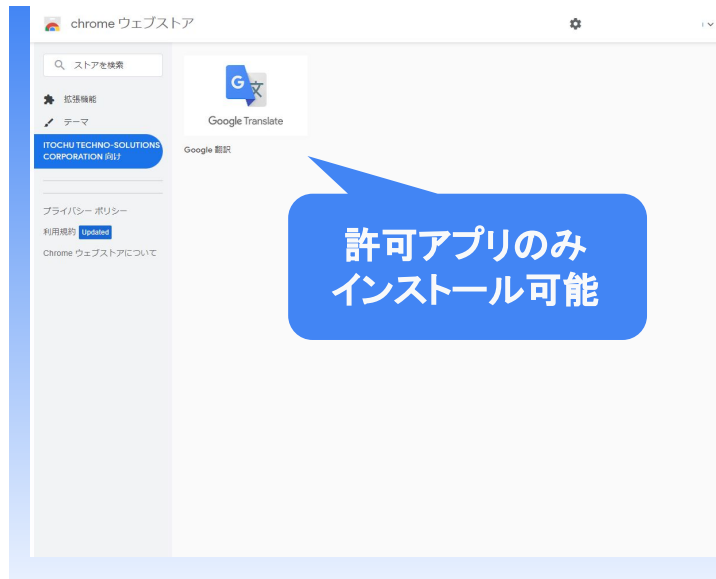 chrome ウェブストア
ストアを検索
拡張機能
テーマ
ITOCHU TECHNO-SOLUTIONS
CORPORATION 向け
プライバシー ポリシー
利用規約 Updated
Chrome ウェブストアについて
G 文
Google Translate
Google 翻訳
許可アプリのみ
インストール可能